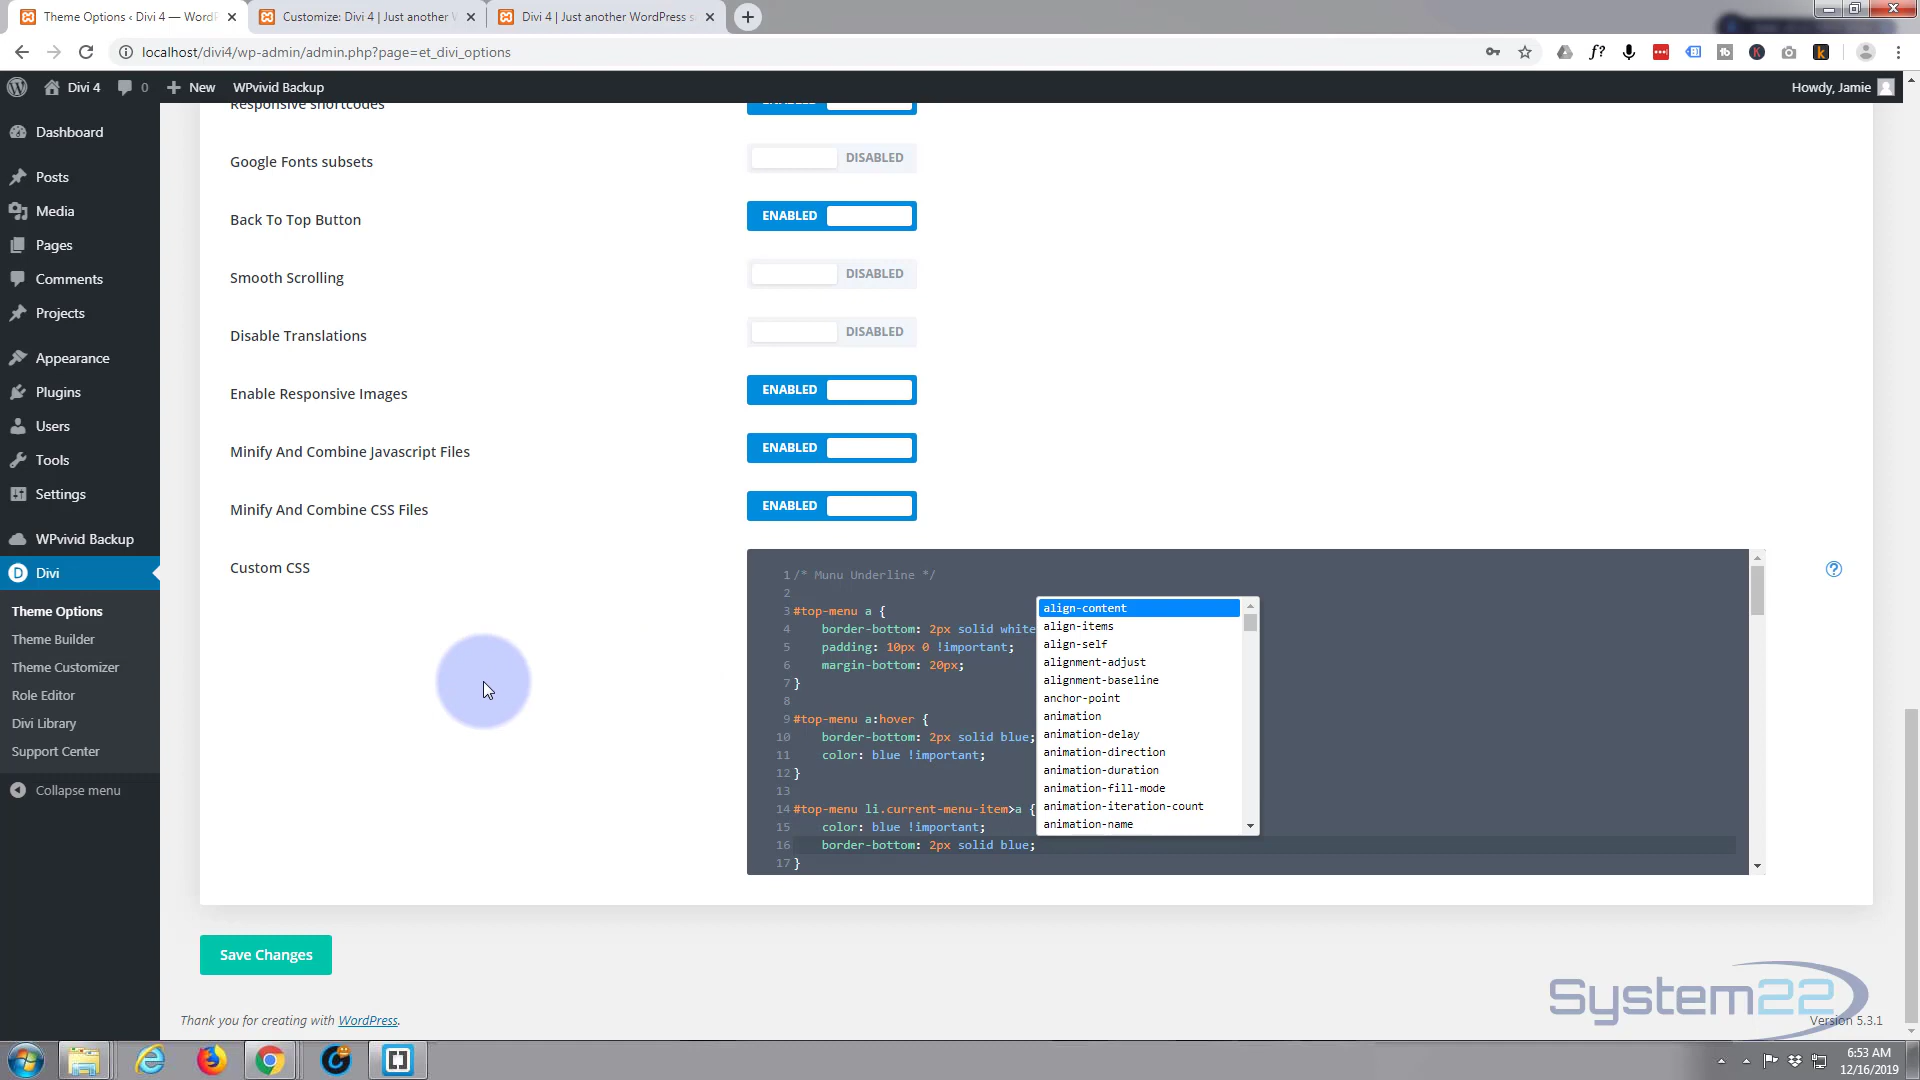 Theme Options ‹ Divi 4 — WordP
Customize: Divi 4 | Just another W
Divi 4 | Just another WordPress s
localhost/divi4/wp-admin/admin.php?page=et_divi_options
Divi 4
0
New
WPvivid Backup
Howdy, Jamie
Dashboard
Posts
Media
Pages
Comments
Projects
Appearance
Plugins
Users
Tools
Settings
WPvivid Backup
Divi
Theme Options
Theme Builder
Theme Customizer
Role Editor
Divi Library
Support Center
Collapse menu
Responsive shortcodes
ENABLED
Google Fonts subsets
DISABLED
Back To Top Button
ENABLED
Smooth Scrolling
DISABLED
Disable Translations
DISABLED
Enable Responsive Images
ENABLED
Minify And Combine Javascript Files
ENABLED
Minify And Combine CSS Files
ENABLED
Custom CSS
1 /* Munu Underline */
2
3 #top-menu a {
4 border-bottom: 2px solid white
5 padding: 10px 0 !important;
6 margin-bottom: 20px;
7 }
8
9 #top-menu a:hover {
10 border-bottom: 2px solid blue;
11 color: blue !important;
12 }
13
14 #top-menu li.current-menu-item>a {
15 color: blue !important;
16 border-bottom: 2px solid blue;
17 }
align-content
align-items
align-self
alignment-adjust
alignment-baseline
anchor-point
animation
animation-delay
animation-direction
animation-duration
animation-fill-mode
animation-iteration-count
animation-name
Save Changes
Thank you for creating with WordPress.
System22
Version 5.3.1
6:53 AM
12/16/2019